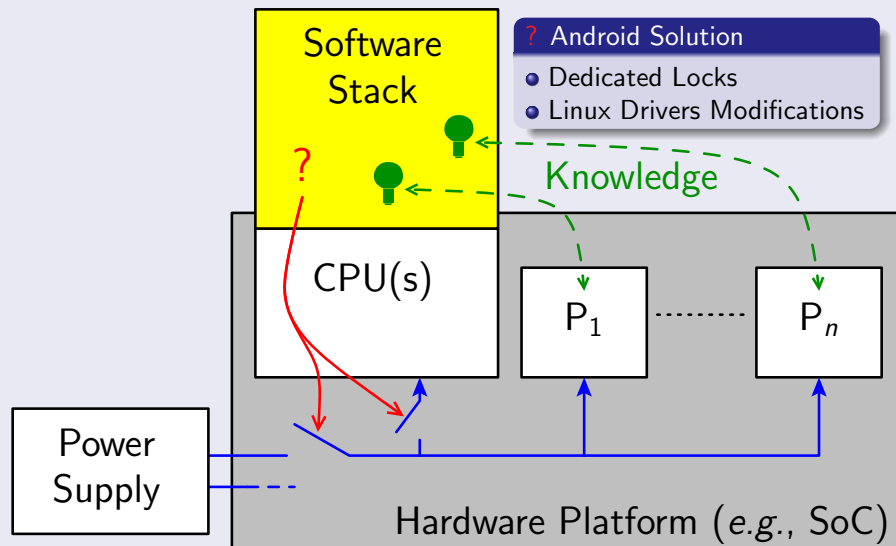 Software
Stack
? Android Solution
Dedicated Locks
Linux Drivers Modifications
?
Knowledge
CPU(s)
P₁
Pₙ
Power
Supply
Hardware Platform (e.g., SoC)